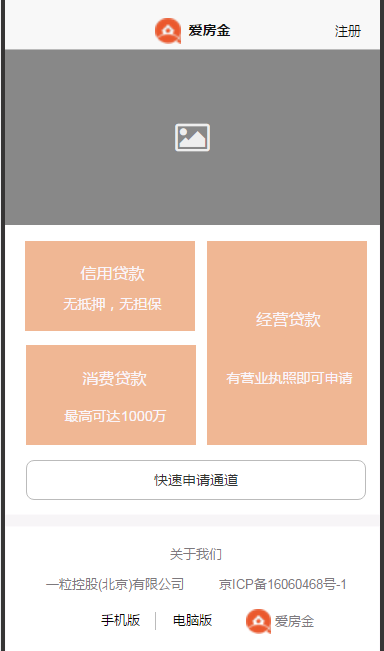 爱房金
注册
信用贷款
无抵押，无担保
经营贷款
有营业执照即可申请
消费贷款
最高可达1000万
快速申请通道
关于我们
一粒控股(北京)有限公司 京ICP备16060468号-1
手机版 电脑版 爱房金